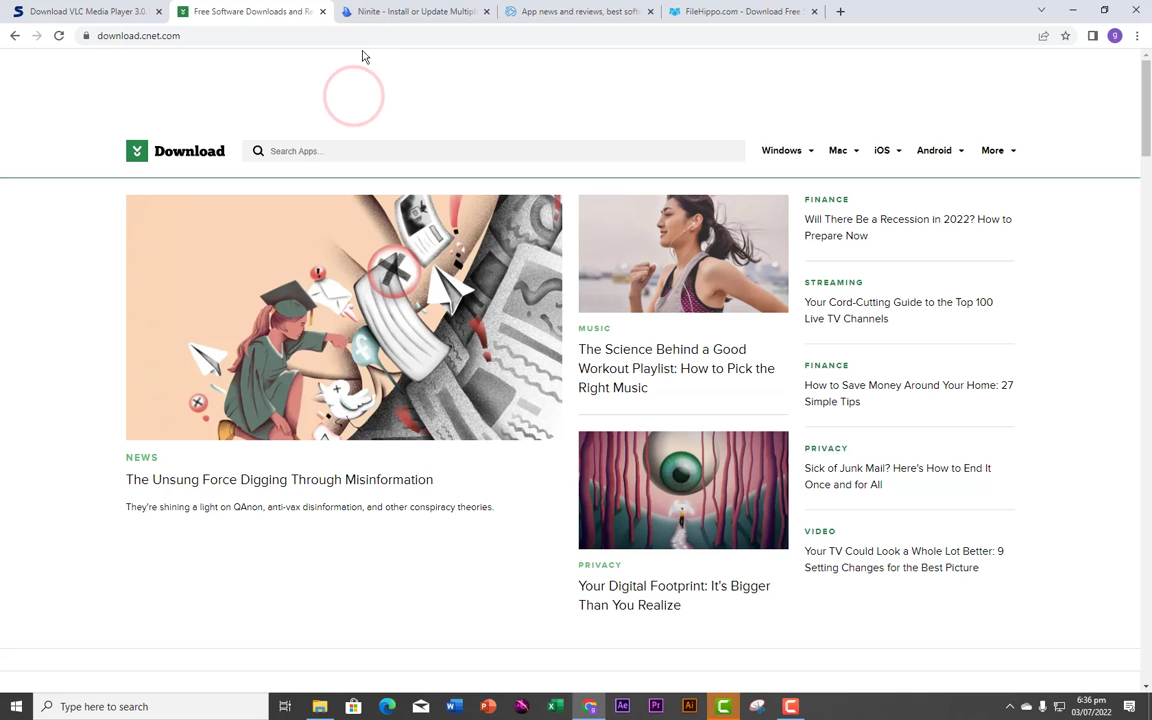 Download VLC Media Player 3.0.
Free Software Downloads and Re
Ninite - Install or Update Multipl
App news and reviews, best softw
FileHippo.com - Download Free S
download.cnet.com
g
Download
Search Apps...
Windows
Mac
iOS
Android
More
NEWS
The Unsung Force Digging Through Misinformation
They're shining a light on QAnon, anti-vax disinformation, and other conspiracy theories.
MUSIC
The Science Behind a Good
Workout Playlist: How to Pick the
Right Music
PRIVACY
Your Digital Footprint: It's Bigger
Than You Realize
FINANCE
Will There Be a Recession in 2022? How to
Prepare Now
STREAMING
Your Cord-Cutting Guide to the Top 100
Live TV Channels
FINANCE
How to Save Money Around Your Home: 27
Simple Tips
PRIVACY
Sick of Junk Mail? Here's How to End It
Once and for All
VIDEO
Your TV Could Look a Whole Lot Better: 9
Setting Changes for the Best Picture
Type here to search
Ae
Pr
Ai
6:36 pm
03/07/2022